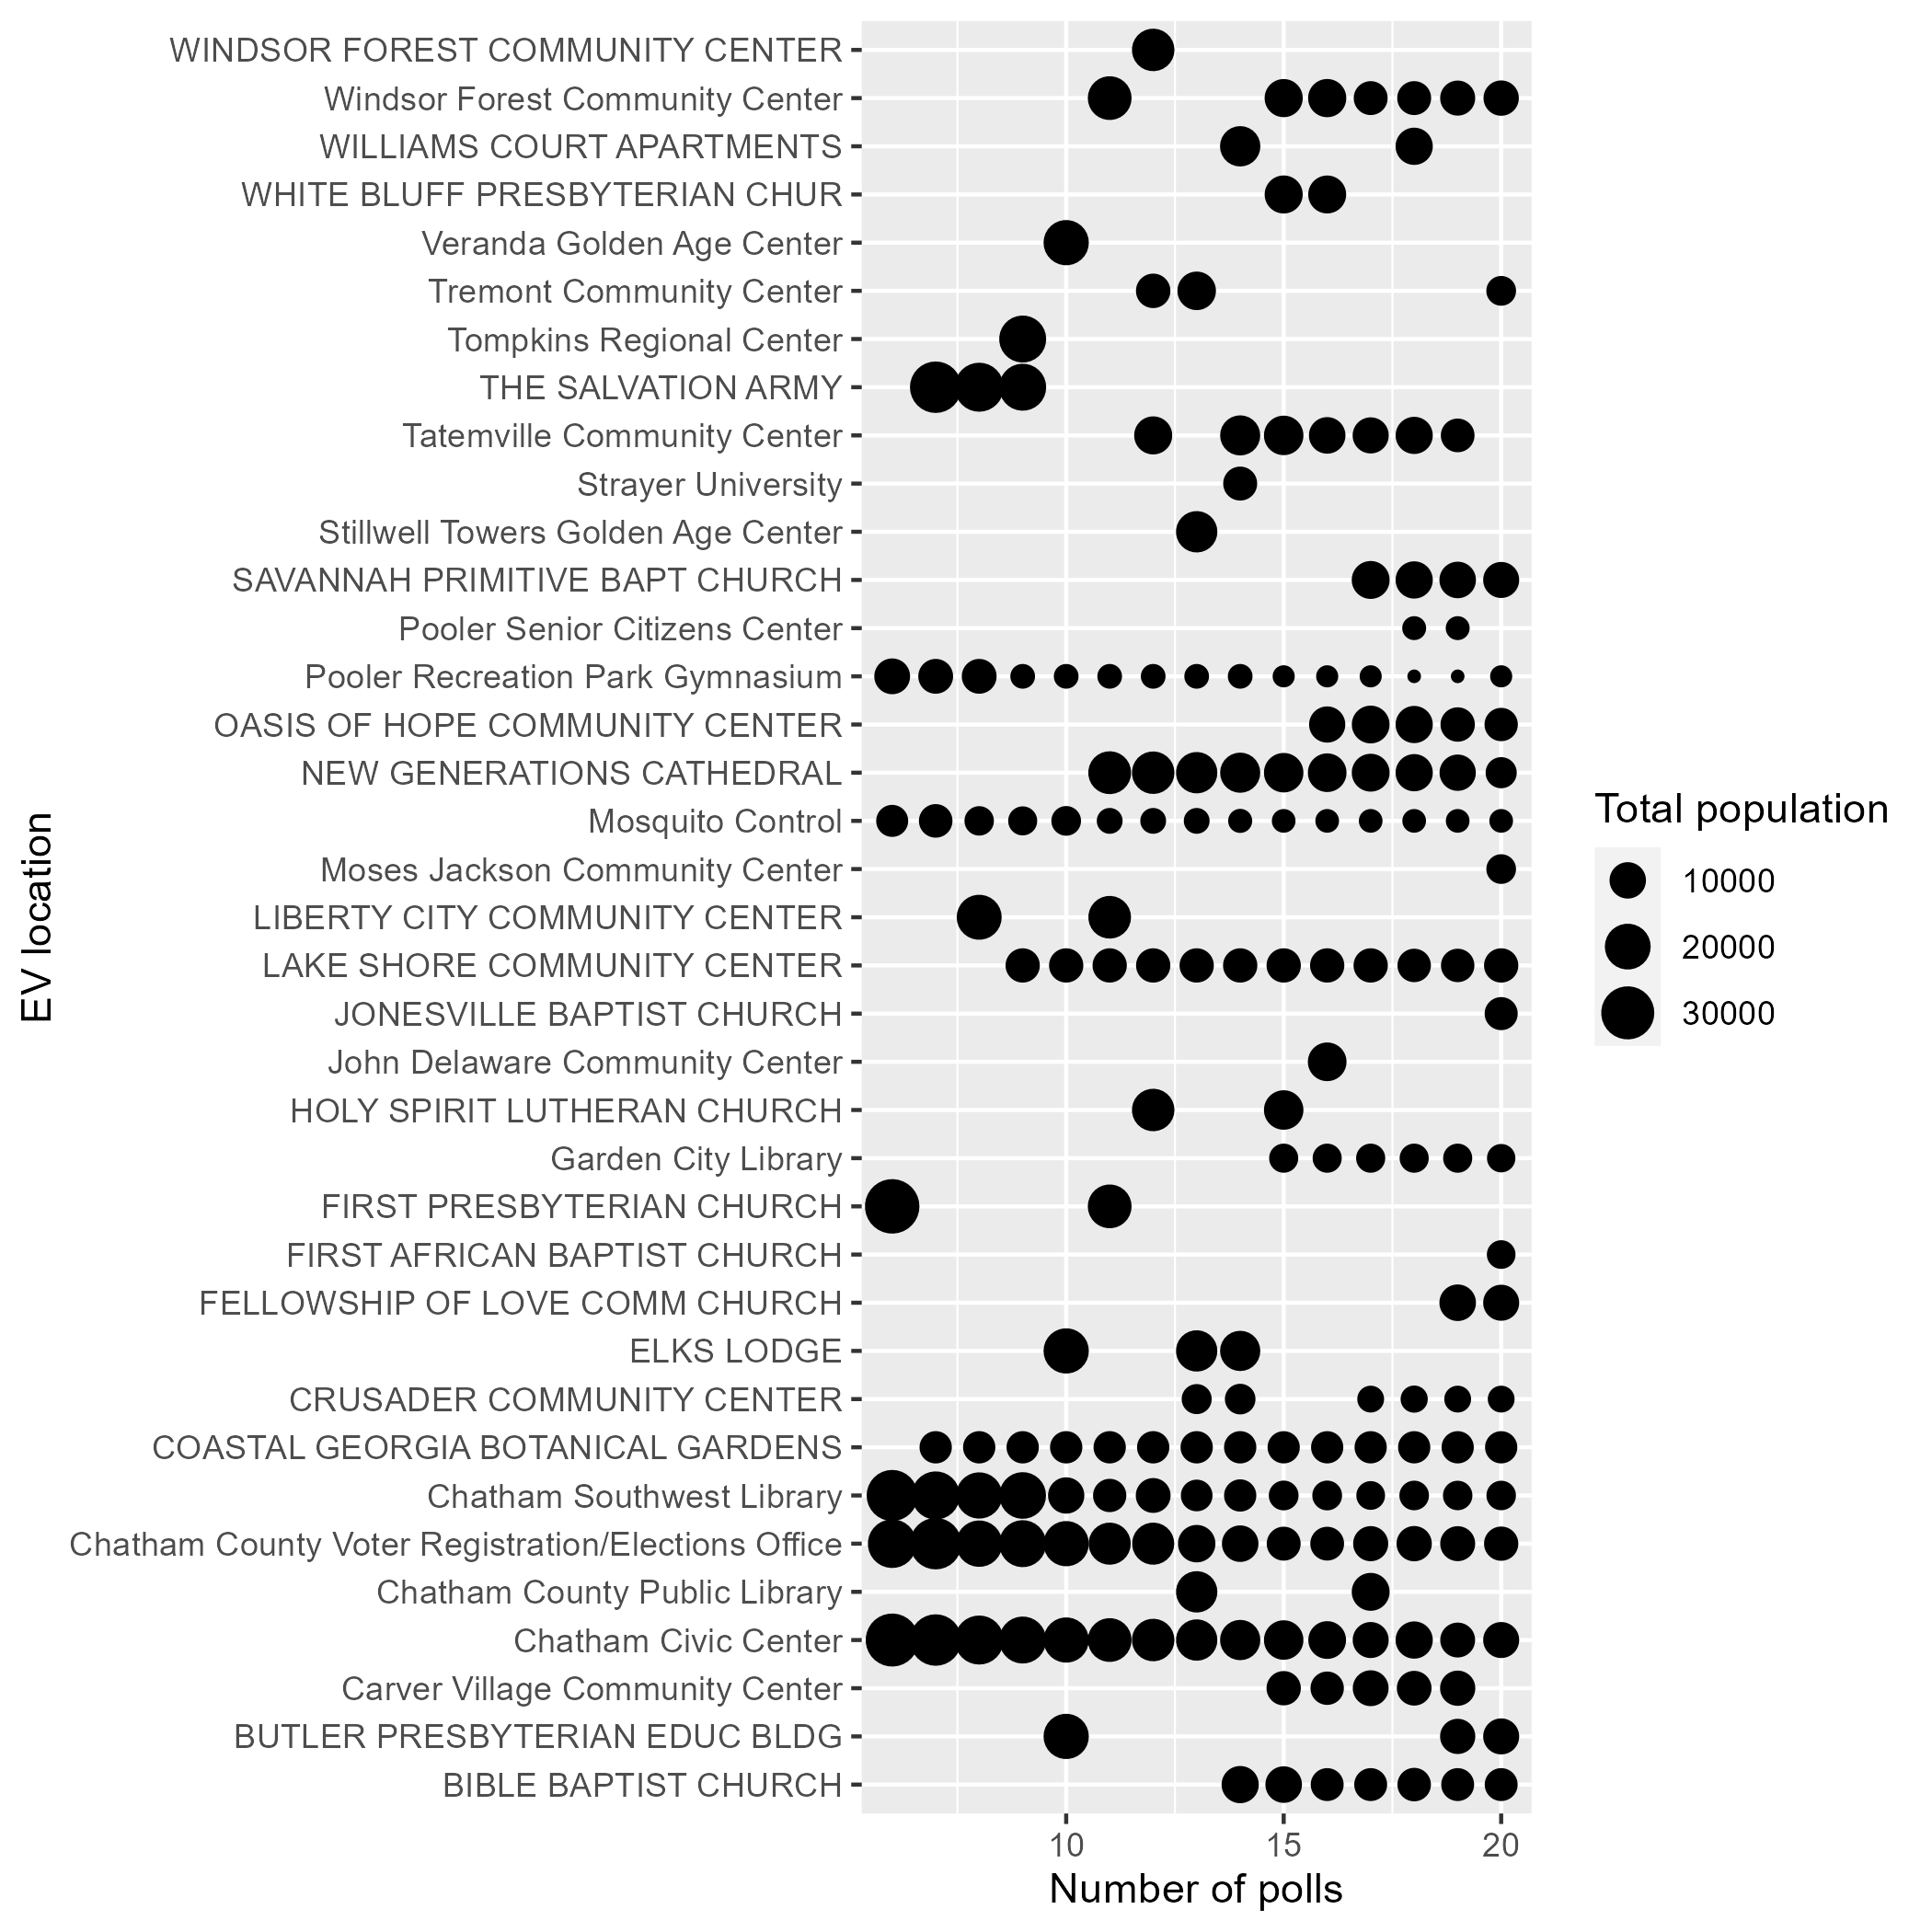 WINDSOR FOREST COMMUNITY CENTER
Windsor Forest Community Center
WILLIAMS COURT APARTMENTS
WHITE BLUFF PRESBYTERIAN CHUR
Veranda Golden Age Center
Tremont Community Center
Tompkins Regional Center
THE SALVATION ARMY
Tatemville Community Center
Strayer University
Stillwell Towers Golden Age Center
SAVANNAH PRIMITIVE BAPT CHURCH
Pooler Senior Citizens Center
Pooler Recreation Park Gymnasium
OASIS OF HOPE COMMUNITY CENTER
NEW GENERATIONS CATHEDRAL
Mosquito Control
Moses Jackson Community Center
LIBERTY CITY COMMUNITY CENTER
LAKE SHORE COMMUNITY CENTER
JONESVILLE BAPTIST CHURCH
John Delaware Community Center
HOLY SPIRIT LUTHERAN CHURCH
Garden City Library
FIRST PRESBYTERIAN CHURCH
FIRST AFRICAN BAPTIST CHURCH
FELLOWSHIP OF LOVE COMM CHURCH
ELKS LODGE
CRUSADER COMMUNITY CENTER
COASTAL GEORGIA BOTANICAL GARDENS
Chatham Southwest Library
Chatham County Voter Registration/Elections Office
Chatham County Public Library
Chatham Civic Center
Carver Village Community Center
BUTLER PRESBYTERIAN EDUC BLDG
BIBLE BAPTIST CHURCH
EV location
10 15 20
Number of polls
Total population
10000
20000
30000